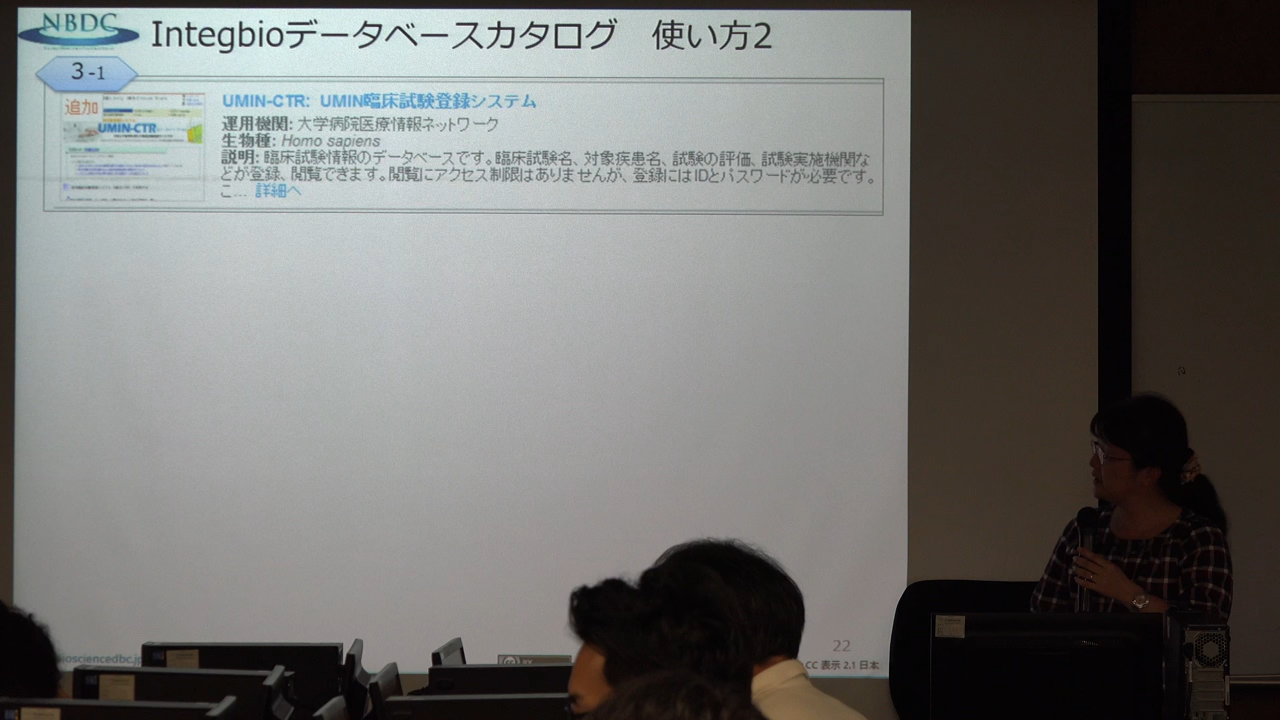 NBDC
Integbioデータベースカタログ 使い方2
3-1
追加
UMIN-CTR
UMIN-CTR: UMIN臨床試験登録システム
運用機関: 大学病院医療情報ネットワーク
生物種: Homo sapiens
説明: 臨床試験情報のデータベースです。臨床試験名、対象疾患名、試験の評価、試験実施機関な
どが登録、閲覧できます。閲覧にアクセス制限はありませんが、登録にはIDとパスワードが必要です。
こ... 詳細へ
22
iosciencedbc.jp
CC 表示 2.1 日本